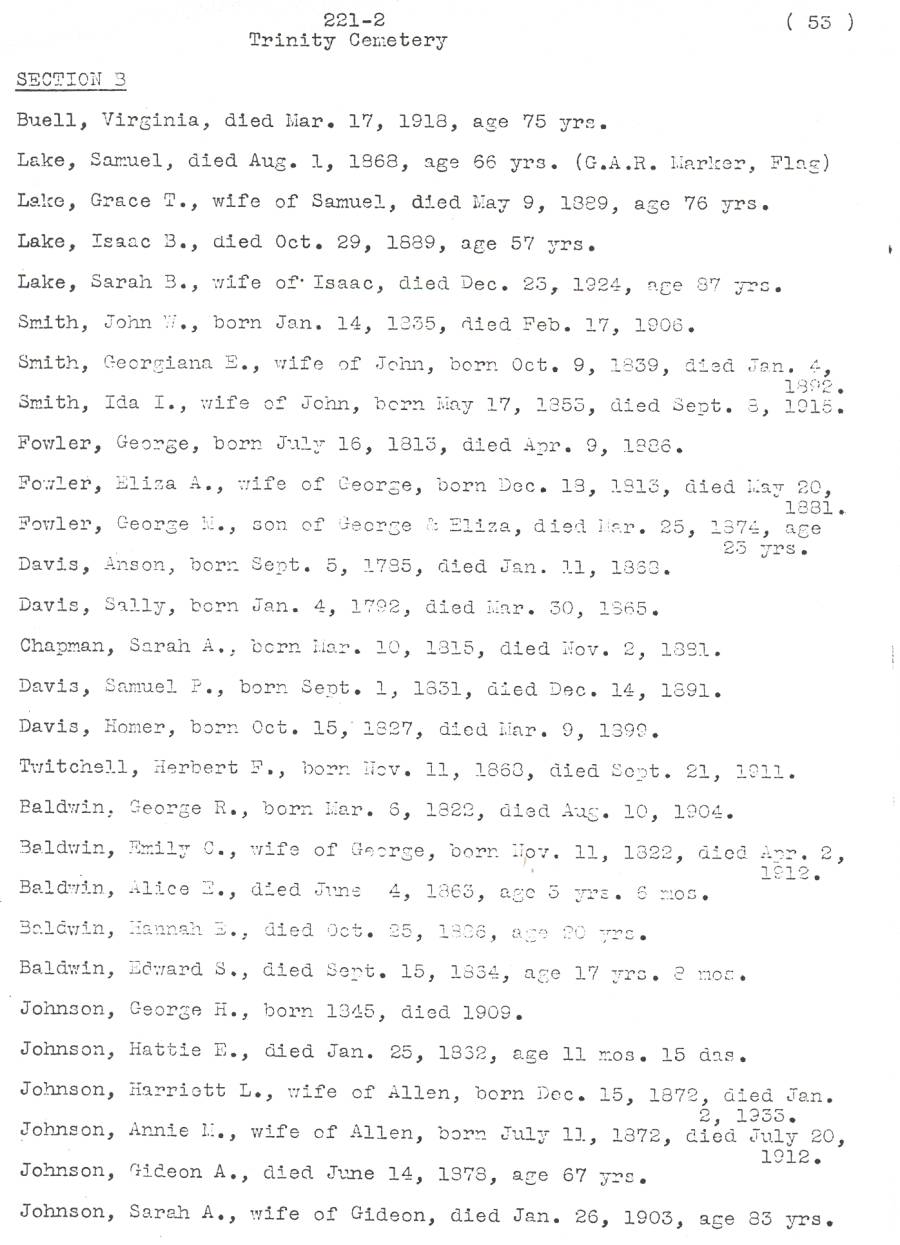 221-2
( 53 )
Trinity Cemetery
SECTION B
Buell, Virginia, died Mar. 17, 1918, age 75 yrs.
Lake, Samuel, died Aug. 1, 1868, age 66 yrs. (G.A.R. Marker, Flag)
Lake, Grace T., wife of Samuel, died May 9, 1889, age 76 yrs.
Lake, Isaac B., died Oct. 29, 1889, age 57 yrs.
Lake, Sarah B., wife of Isaac, died Dec. 23, 1924, age 87 yrs.
Smith, John W., born Jan. 14, 1835, died Feb. 17, 1906.
Smith, Georgiana E., wife of John, born Oct. 9, 1839, died Jan. 4,
1892.
Smith, Ida I., wife of John, born May 17, 1853, died Sept. 8, 1915.
Fowler, George, born July 16, 1813, died Apr. 9, 1886.
Fowler, Eliza A., wife of George, born Dec. 18, 1813, died May 20,
1881.
Fowler, George M., son of George & Eliza, died Mar. 25, 1874, age
23 yrs.
Davis, Anson, born Sept. 5, 1785, died Jan. 11,
Davis, Sally, born Jan. 4, 1792, died Mar. 30, 1865.
Chapman, Sarah A., born Mar. 10, 1815, died Nov. 2, 1881.
Davis, Samuel P., born Sept. 1, 1831, died Dec. 14, 1891.
Davis, Homer, born Oct. 15, 1827, died Mar. 9, 1899.
Twitchell, Herbert F., born Nov. 11, 1868, died Sept. 21, 1911.
Baldwin, George R., born Mar. 6, 1822, died Aug. 10, 1904.
Baldwin, Emily C., wife of George, born Nov. 11, 1822, died Apr. 2,
1912.
Baldwin, Alice E., died June 4, 1863, age 3 yrs. 6 mos.
Baldwin, Hannah E., died Oct. 25, age 20 yrs.
Baldwin, Edward S., died Sept. 15, 1864, age 17 yrs. mos.
Johnson, George H., born 1845, died 1909.
Johnson, Hattie E., died Jan. 25, 1862, age 11 mos. 15 das.
Johnson, Harriett L., wife of Allen, born Dec. 15, 1872, died Jan.
2, 1933.
Johnson, Annie M., wife of Allen, born July 11, 1872, died July 20,
1912.
Johnson, Gideon A., died June 14, 1878, age 67 yrs.
Johnson, Sarah A., wife of Gideon, died Jan. 26, 1903, age 83 yrs.